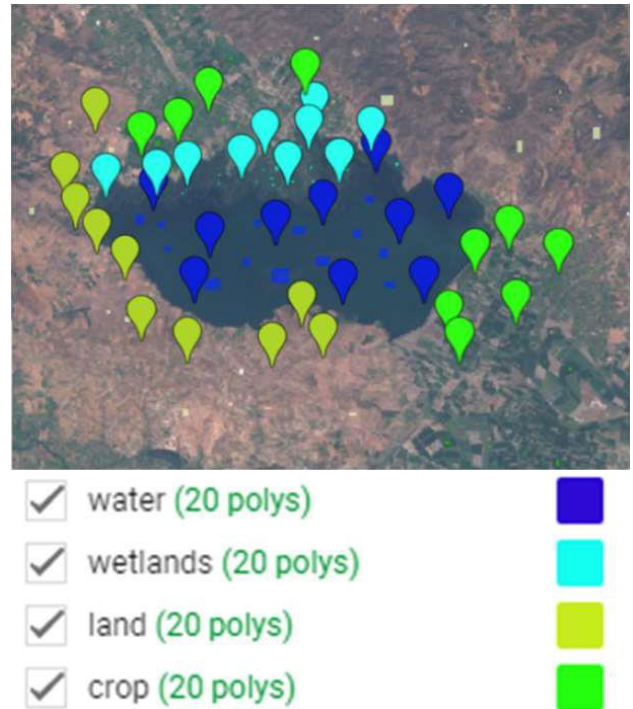 water (20 polys)
wetlands (20 polys)
land (20 polys)
crop (20 polys)